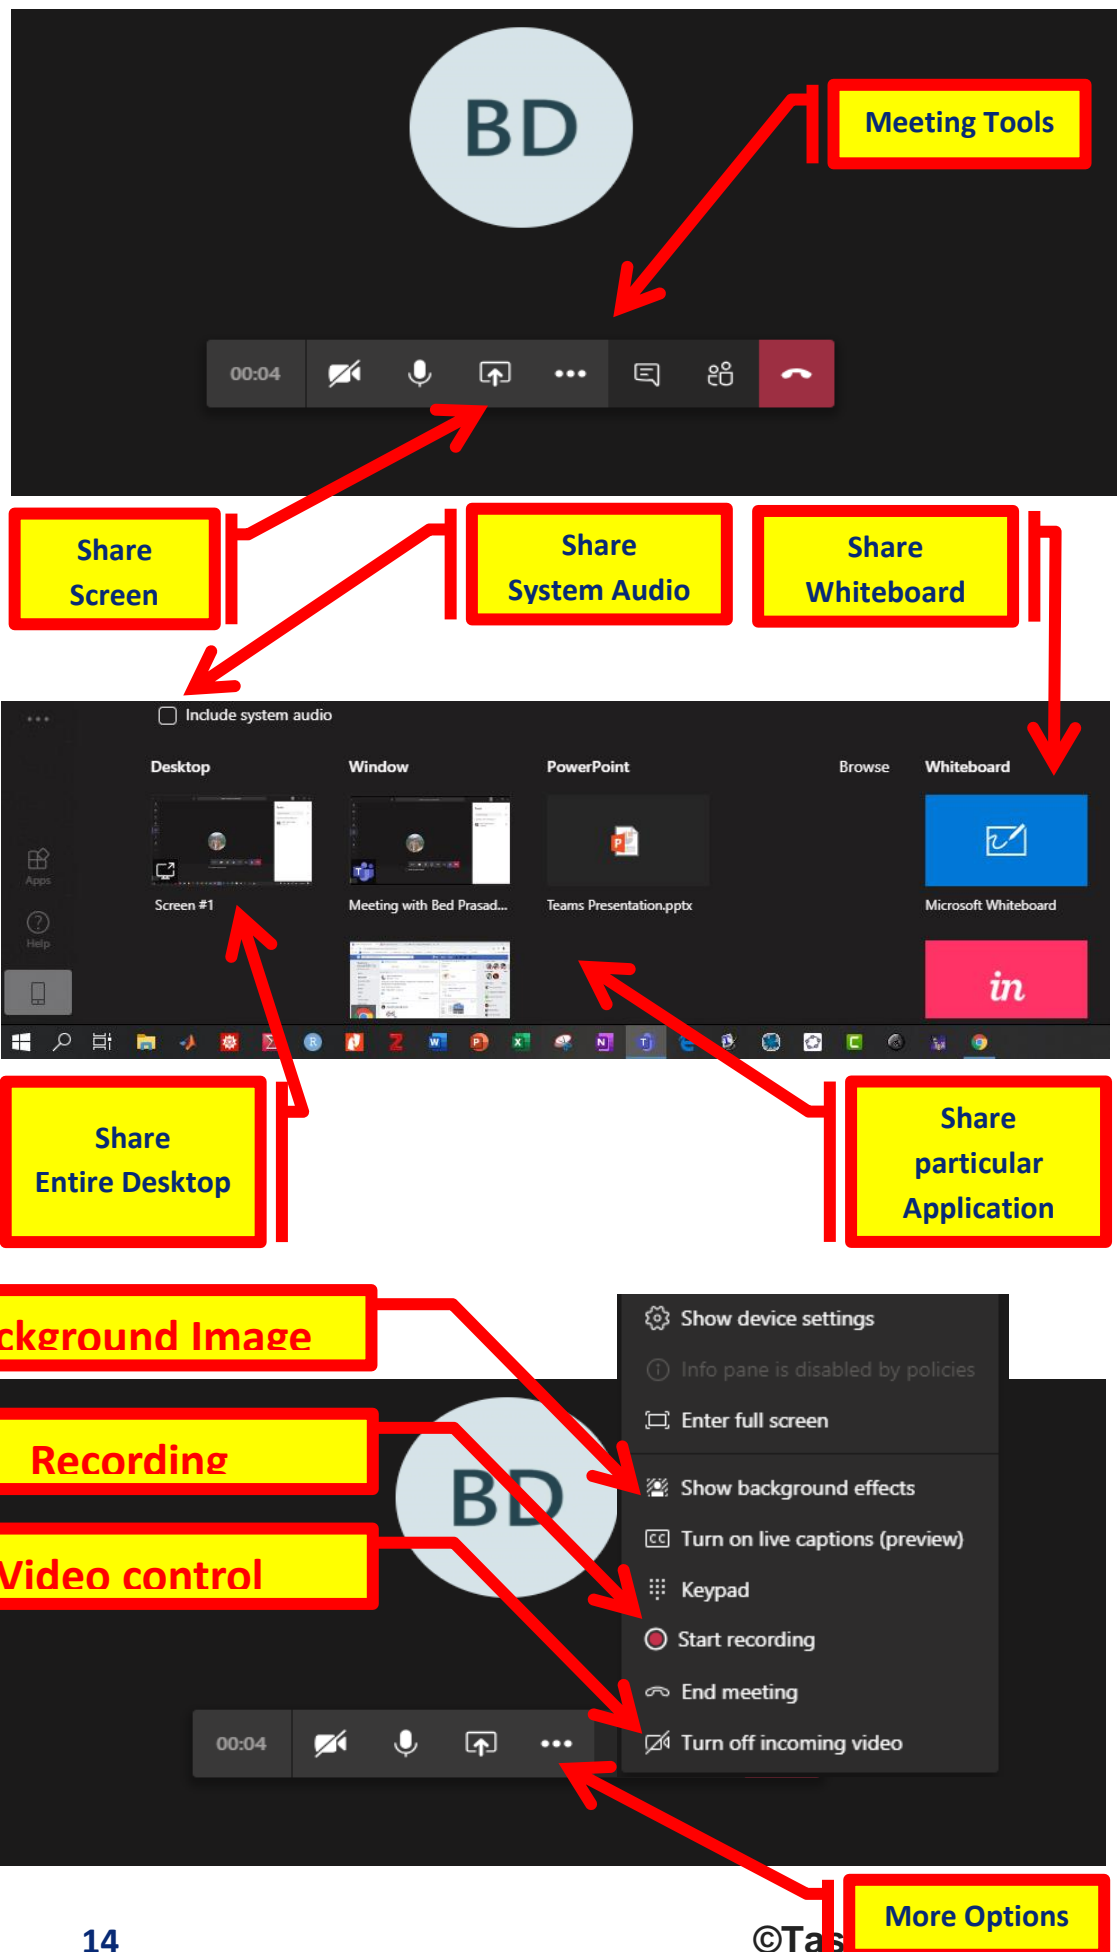 BD
Meeting Tools
00:04
Share
Screen
Share
System Audio
Share
Whiteboard
Include system audio
Desktop
Window
PowerPoint
Browse
Whiteboard
Apps
Screen #1
Meeting with Bed Prasad...
Teams Presentation.pptx
Microsoft Whiteboard
Help
in
Share
Entire Desktop
Share
particular
Application
ckground Image
Show device settings
Info pane is disabled by policies
Enter full screen
Recording
BD
Show background effects
CC Turn on live captions (preview)
Video control
Keypad
Start recording
End meeting
00:04
Turn off incoming video
More Options
14
©Tas